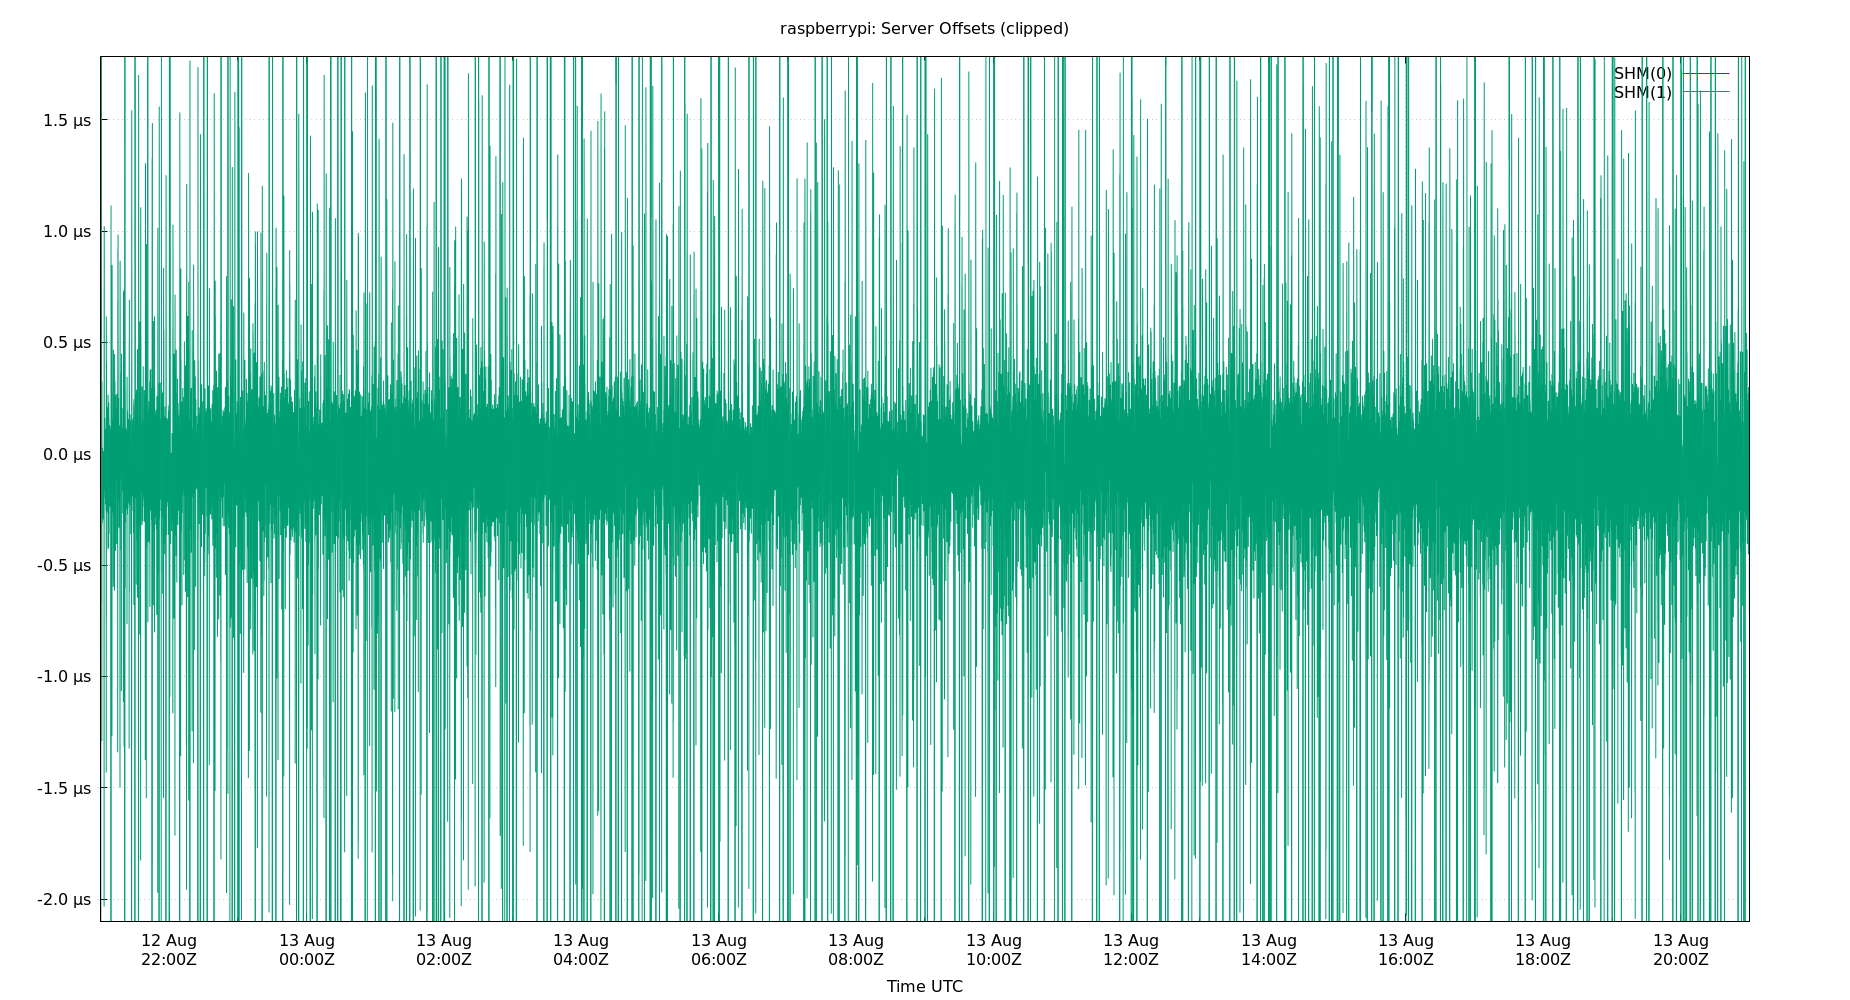 raspberrypi: Server Offsets (clipped)
SHM(0)
SHM(1)
1.5 µs
1.0 µs
0.5 µs
0.0 µs
-0.5 µs
-1.0 µs
-1.5 µs
-2.0 µs
12 Aug 13 Aug 13 Aug 13 Aug 13 Aug 13 Aug 13 Aug 13 Aug 13 Aug 13 Aug 13 Aug 13 Aug
22:00Z 00:00Z 02:00Z 04:00Z 06:00Z 08:00Z 10:00Z 12:00Z 14:00Z 16:00Z 18:00Z 20:00Z
Time UTC